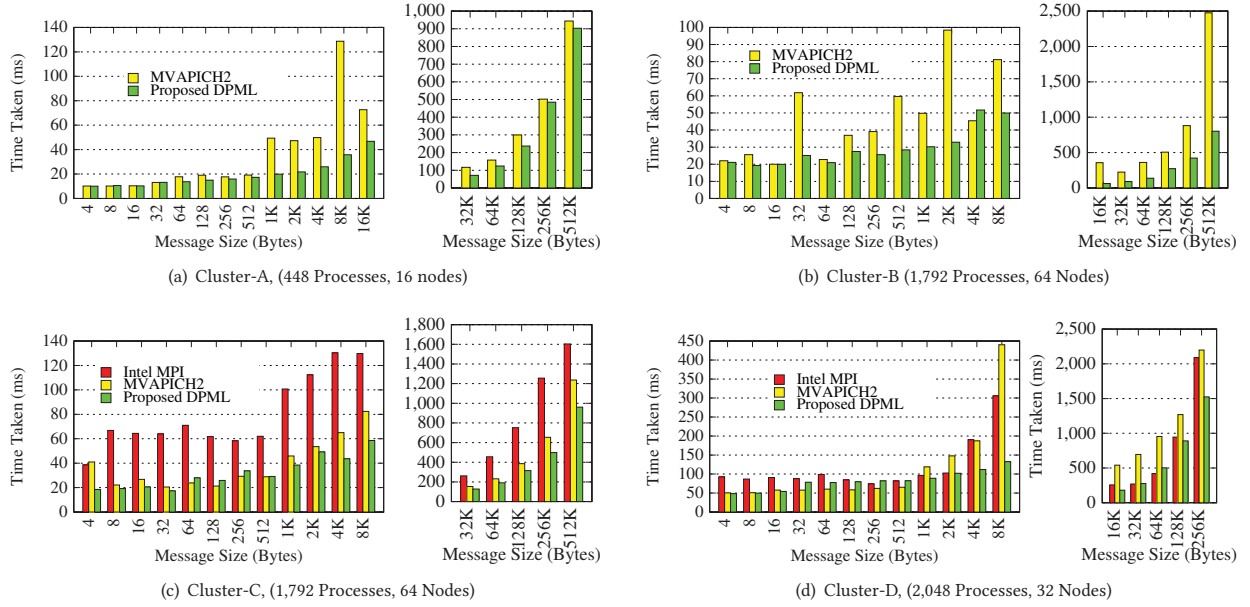 140
120
100
80
60
40
20
0
Time Taken (ms)
MVAPICH2
Proposed DPML
4 8 16 32 64 128 256 512 1K 2K 4K 8K 16K
Message Size (Bytes)
1,000
900
800
700
600
500
400
300
200
100
0
32K 64K 128K 256K 512K
Message Size (Bytes)
(a) Cluster-A, (448 Processes, 16 nodes)
100
90
80
70
60
50
40
30
20
10
0
Time Taken (ms)
MVAPICH2
Proposed DPML
4 8 16 32 64 128 256 512 1K 2K 4K 8K
Message Size (Bytes)
2,500
2,000
1,500
1,000
500
0
16K 32K 64K 128K 256K 512K
Message Size (Bytes)
(b) Cluster-B (1,792 Processes, 64 Nodes)
140
120
100
80
60
40
20
0
Time Taken (ms)
Intel MPI
MVAPICH2
Proposed DPML
4 8 16 32 64 128 256 512 1K 2K 4K 8K
Message Size (Bytes)
1,800
1,600
1,400
1,200
1,000
800
600
400
200
0
32K 64K 128K 256K 512K
Message Size (Bytes)
(c) Cluster-C, (1,792 Processes, 64 Nodes)
450
400
350
300
250
200
150
100
50
0
Time Taken (ms)
Intel MPI
MVAPICH2
Proposed DPML
4 8 16 32 64 128 256 512 1K 2K 4K 8K
Message Size (Bytes)
2,500
2,000
1,500
1,000
500
0
Time Taken (ms)
16K 32K 64K 128K 256K
Message Size (Bytes)
(d) Cluster-D, (2,048 Processes, 32 Nodes)